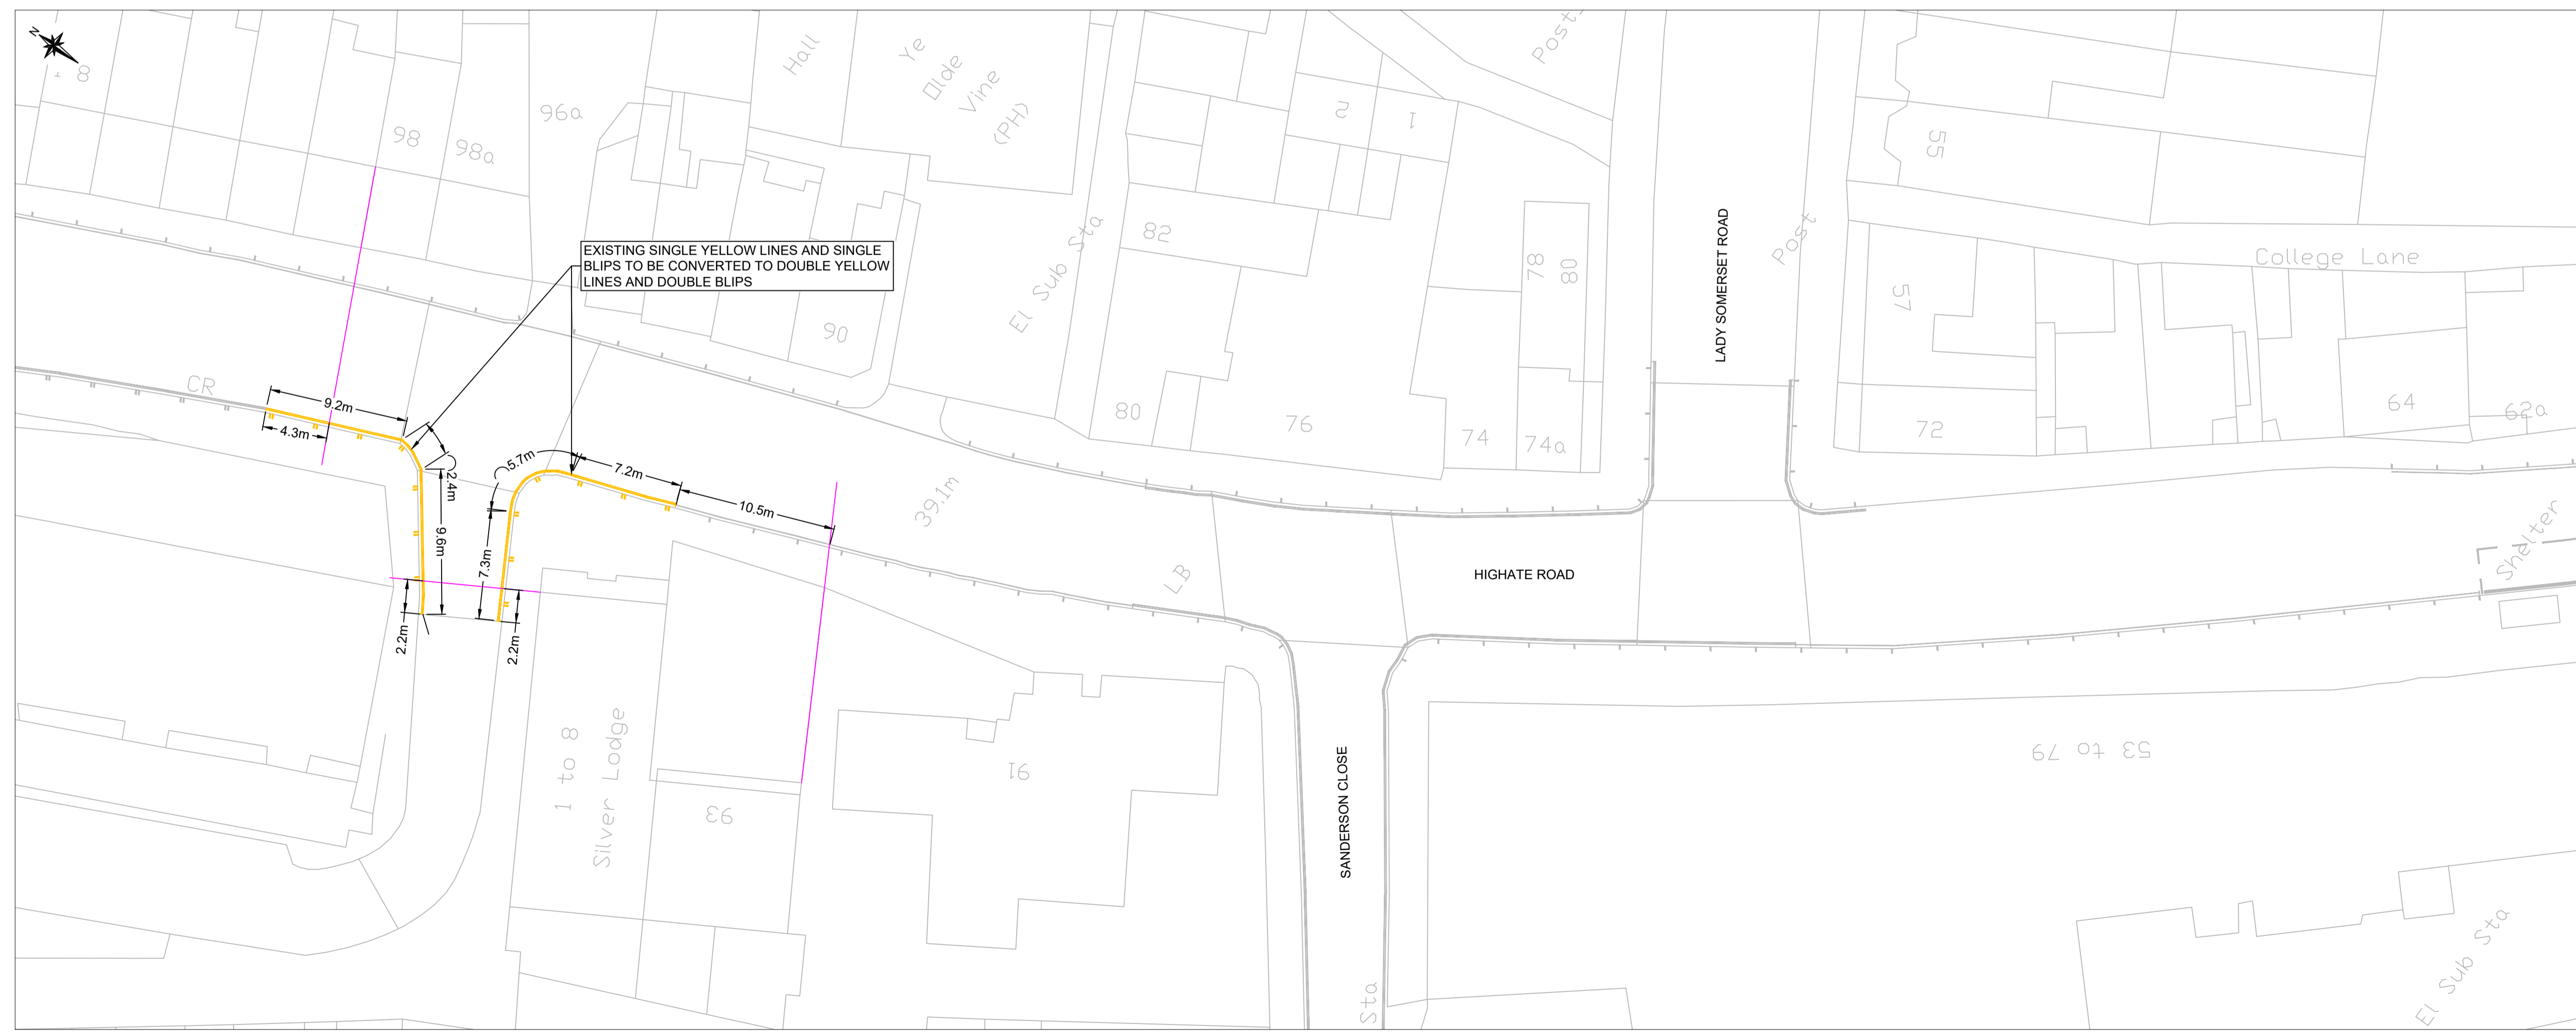 N
8
98
98a
96a
Hall
Ye
Olde
Vine
(PH)
Post
2
1
55
EXISTING SINGLE YELLOW LINES AND SINGLE
BLIPS TO BE CONVERTED TO DOUBLE YELLOW
LINES AND DOUBLE BLIPS
El Sub Sta
82
78
80
LADY SOMERSET ROAD
Post
College Lane
57
90
CR
9.2m
4.3m
2.4m
5.7m
7.2m
10.5m
9.6m
7.3m
2.2m
2.2m
39.1m
80
76
74
74a
72
64
62a
LB
HIGHATE ROAD
Shelter
1 to 8
Silver Lodge
93
91
SANDERSON CLOSE
53 to 79
Sta
El Sub Sta